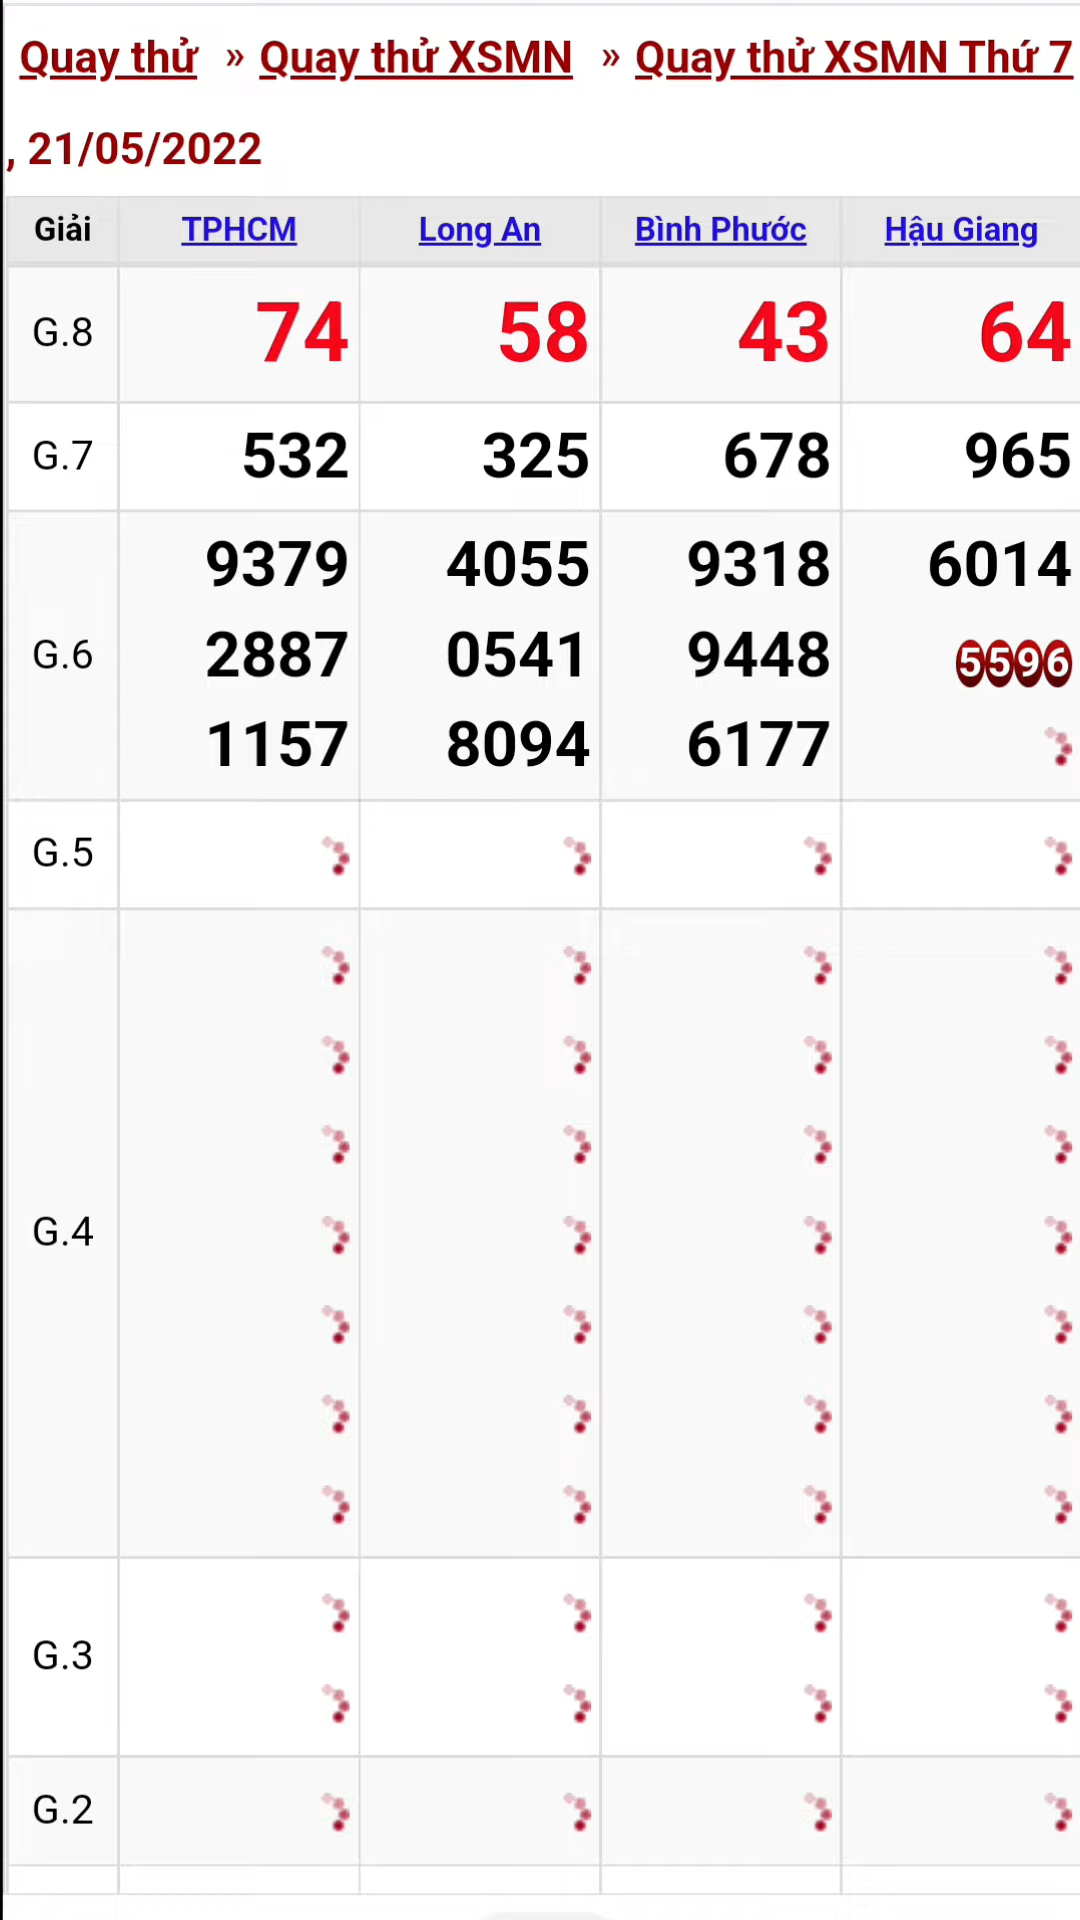 Quay thử » Quay thử XSMN » Quay thử XSMN Thứ 7
, 21/05/2022
Giải TPHCM Long An Bình Phước Hậu Giang
G.8 74 58 43 64
G.7 532 325 678 965
9379 4055 9318 6014
G.6 2887 0541 9448 5596
1157 8094 6177
G.5
G.4
G.3
G.2